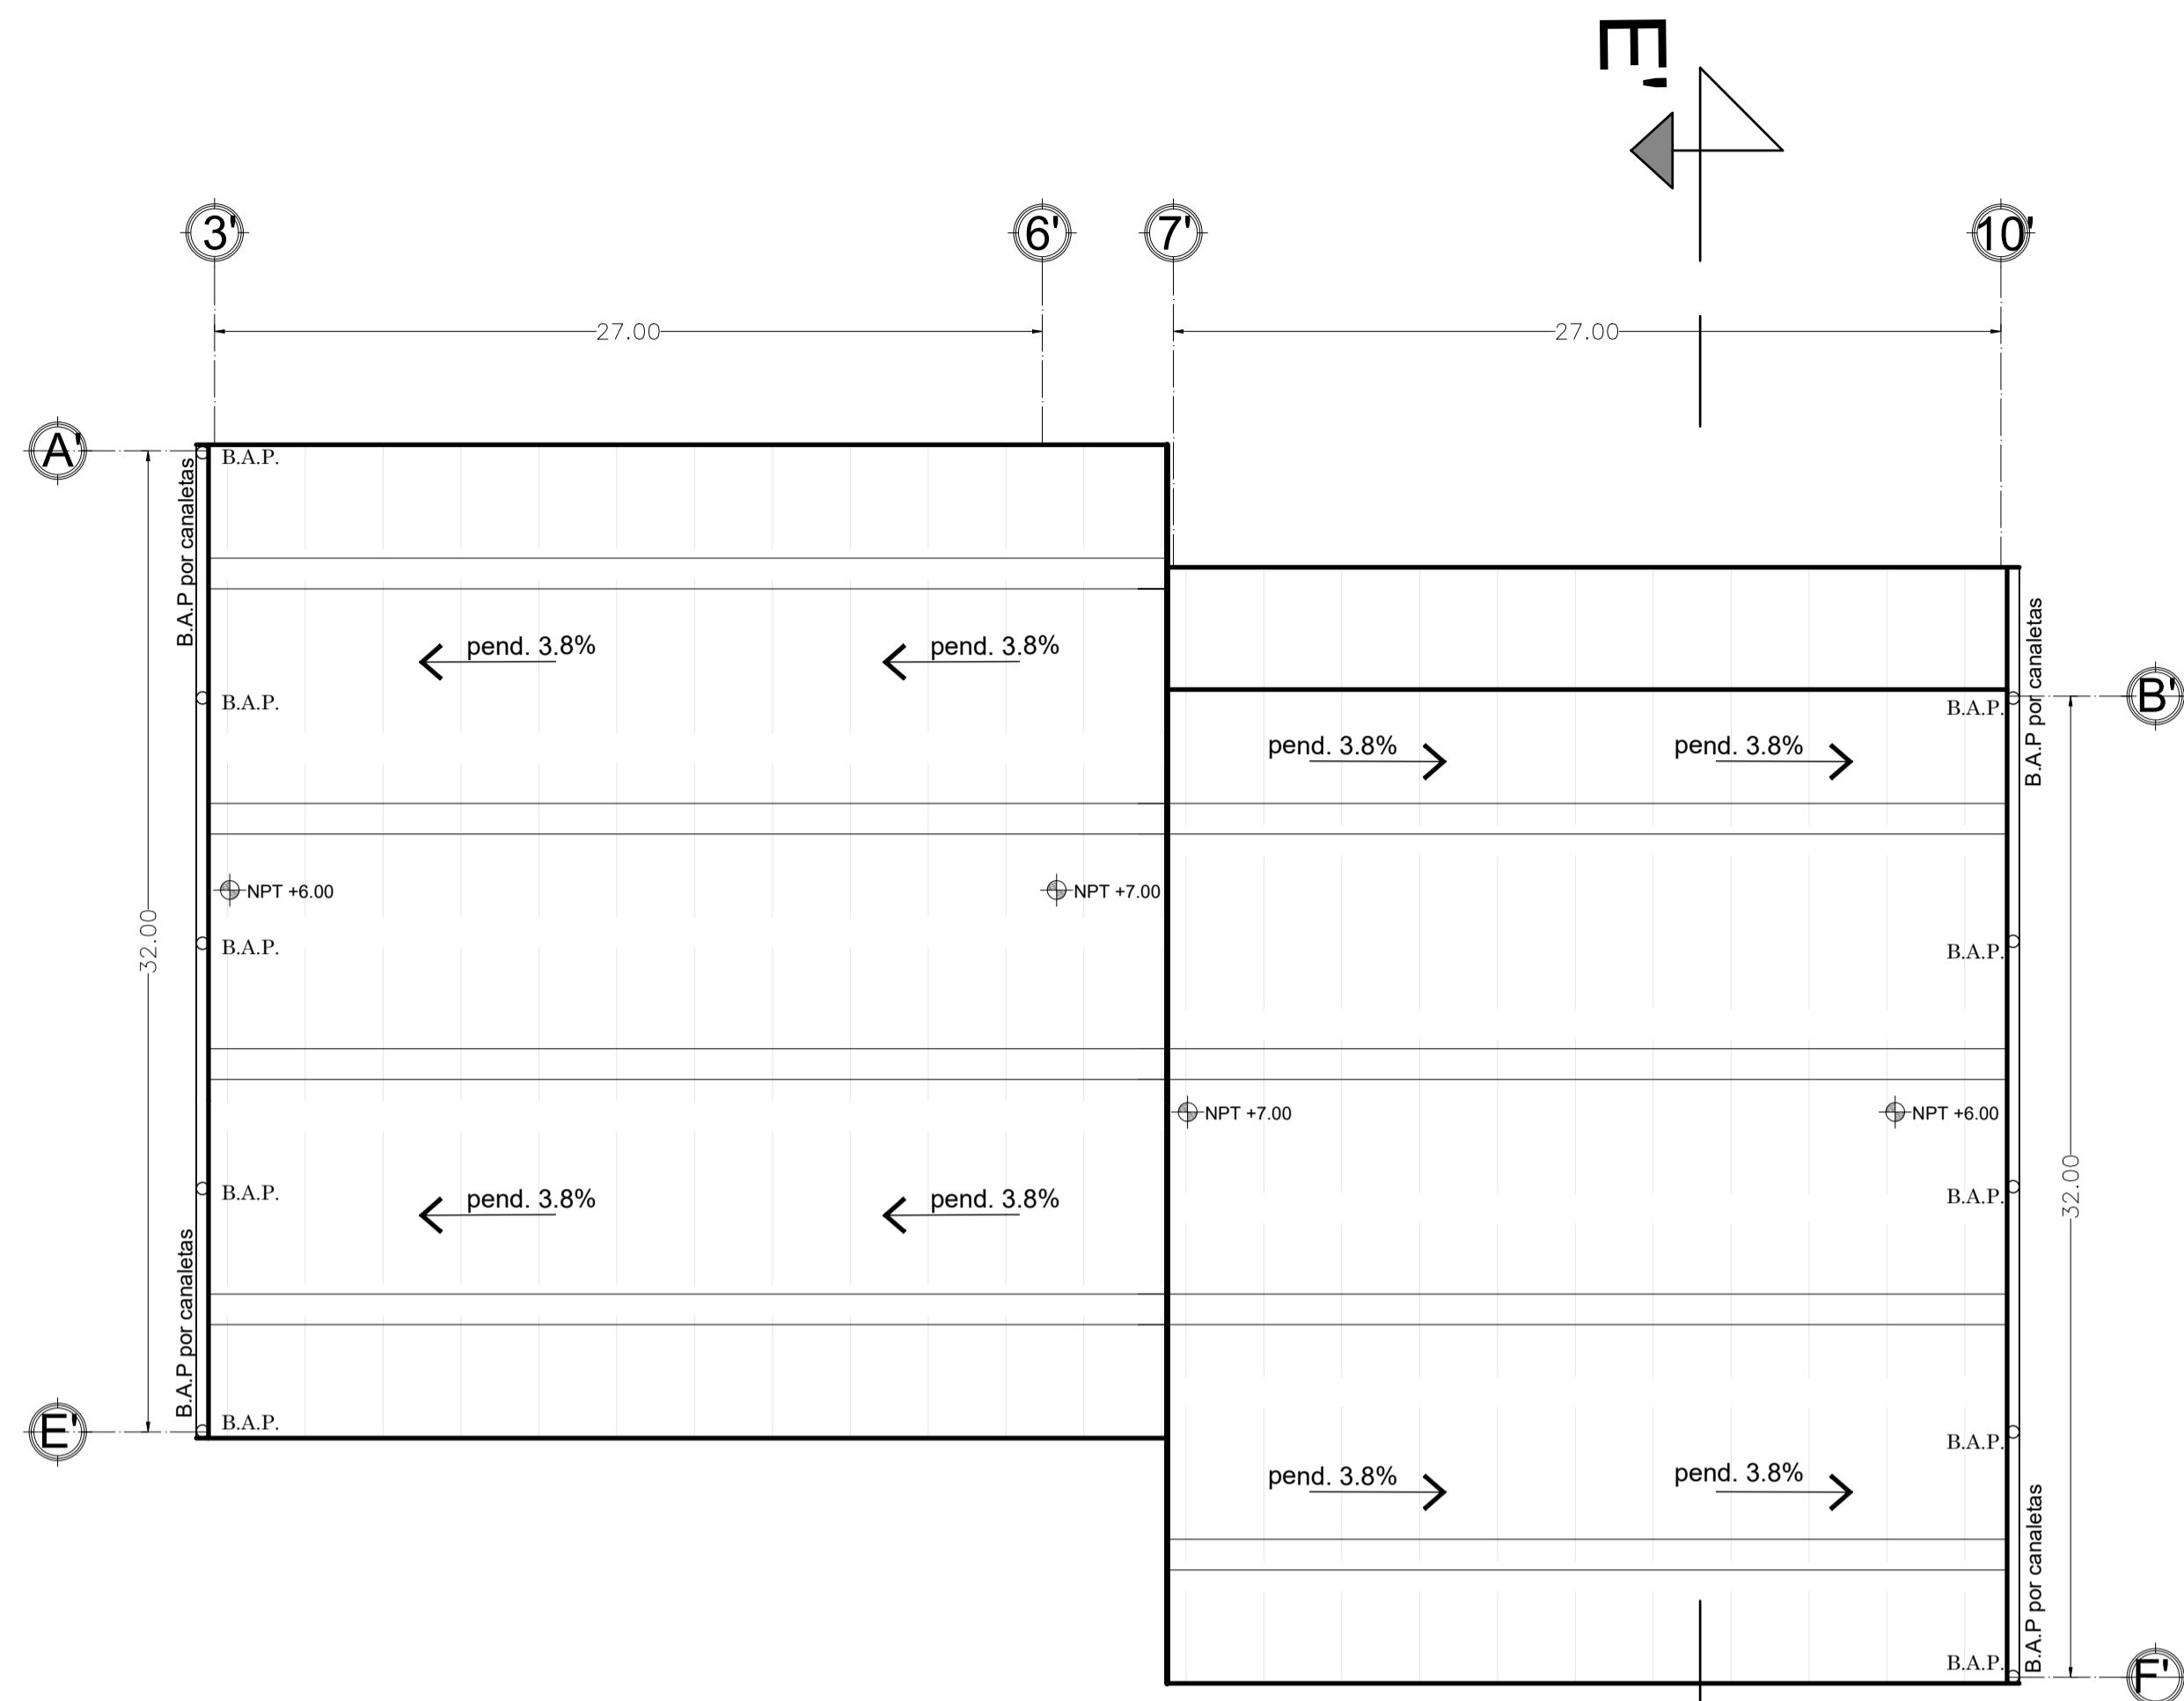 E'
3'
6'
7'
10'
27.00
27.00
A'
B.A.P.
B.A.P por canaletas
pend. 3.8%
pend. 3.8%
B.A.P por canaletas
B.A.P.
B.A.P.
B'
pend. 3.8%
pend. 3.8%
NPT +6.00
NPT +7.00
32.00
B.A.P.
B.A.P.
NPT +7.00
NPT +6.00
32.00
B.A.P.
B.A.P.
pend. 3.8%
pend. 3.8%
B.A.P por canaletas
B.A.P.
E'
B.A.P.
pend. 3.8%
pend. 3.8%
B.A.P por canaletas
B.A.P.
F'